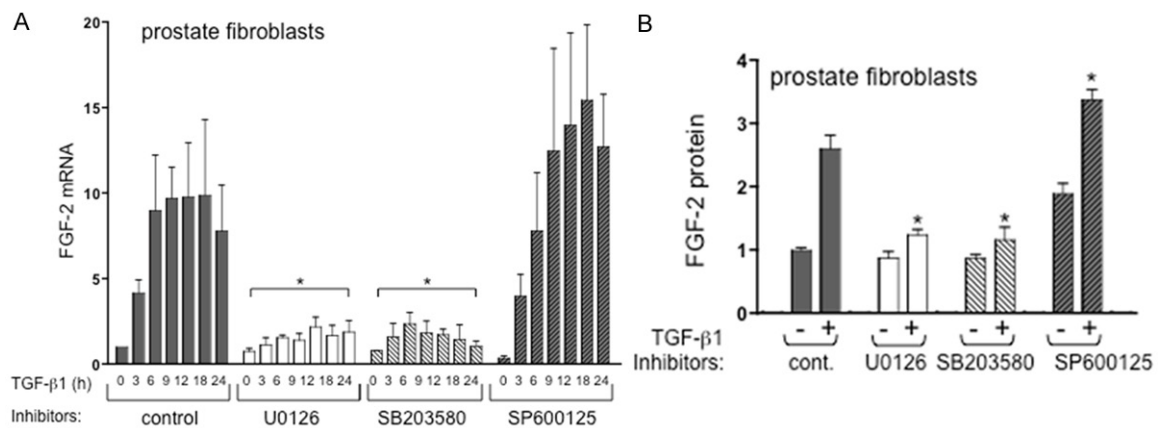 A
prostate fibroblasts
FGF-2 mRNA
20
15
10
5
0
*
*
TGF-β1 (h)
0 3 6 9 12 18 24 0 3 6 9 12 18 24 0 3 6 9 12 18 24 0 3 6 9 12 18 24
Inhibitors:
control U0126 SB203580 SP600125
B
prostate fibroblasts
FGF-2 protein
4
3
2
1
0
*
*
*
TGF-β1
- + - + - + - +
Inhibitors:
cont. U0126 SB203580 SP600125